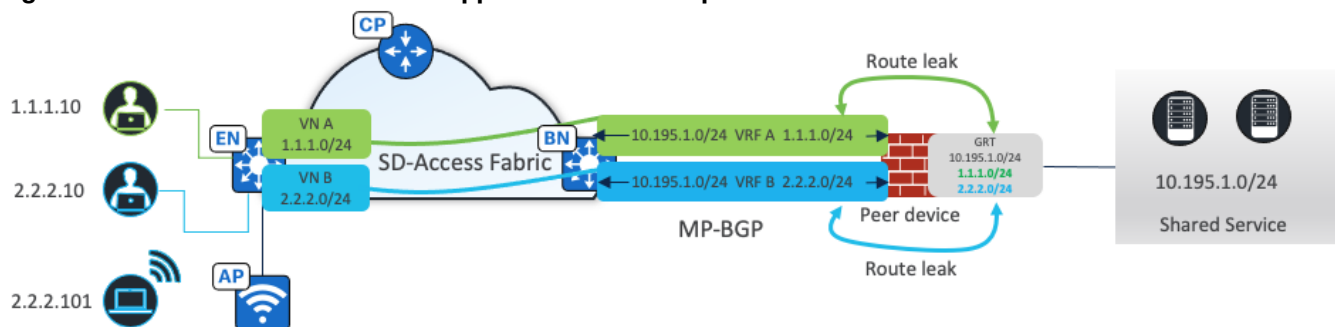 CP
Route leak
1.1.1.10
EN
VN A
1.1.1.0/24
SD-Access Fabric
BN
10.195.1.0/24 VRF A 1.1.1.0/24
GRT
10.195.1.0/24
1.1.1.0/24
2.2.2.0/24
2.2.2.10
VN B
2.2.2.0/24
10.195.1.0/24 VRF B 2.2.2.0/24
10.195.1.0/24
Shared Service
MP-BGP
Peer device
Route leak
2.2.2.101
AP